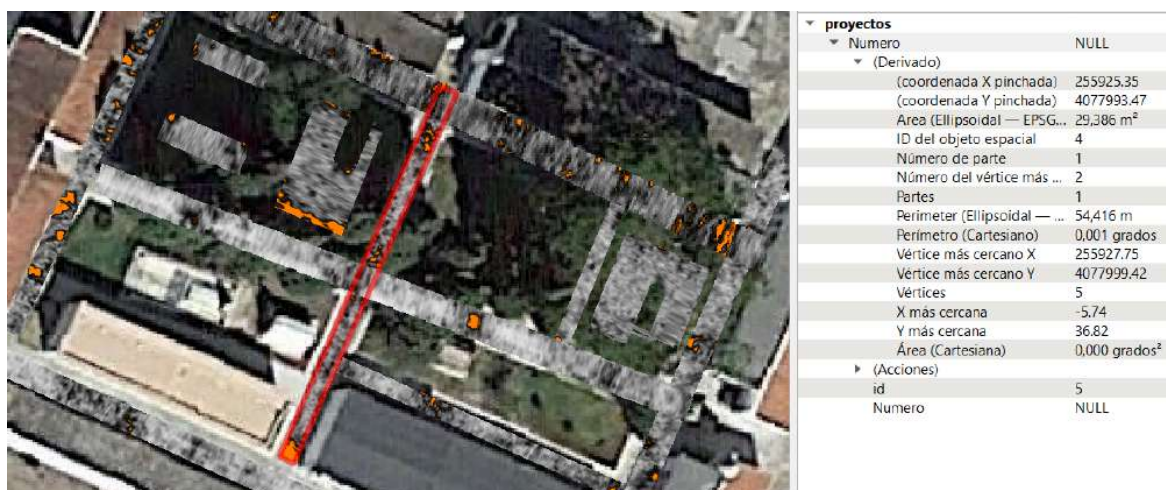 proyectos
Numero NULL
(Derivado)
(coordenada X pinchada) 255925.35
(coordenada Y pinchada) 4077993.47
Área (Ellipsoidal — EPSG... 29,386 m²
ID del objeto espacial 4
Número de parte 1
Número del vértice más ... 2
Partes 1
Perimeter (Ellipsoidal — ... 54,416 m
Perímetro (Cartesiano) 0,001 grados
Vértice más cercano X 255927.75
Vértice más cercano Y 4077999.42
Vértices 5
X más cercana -5.74
Y más cercana 36.82
Área (Cartesiana) 0,000 grados²
(Acciones)
id 5
Numero NULL